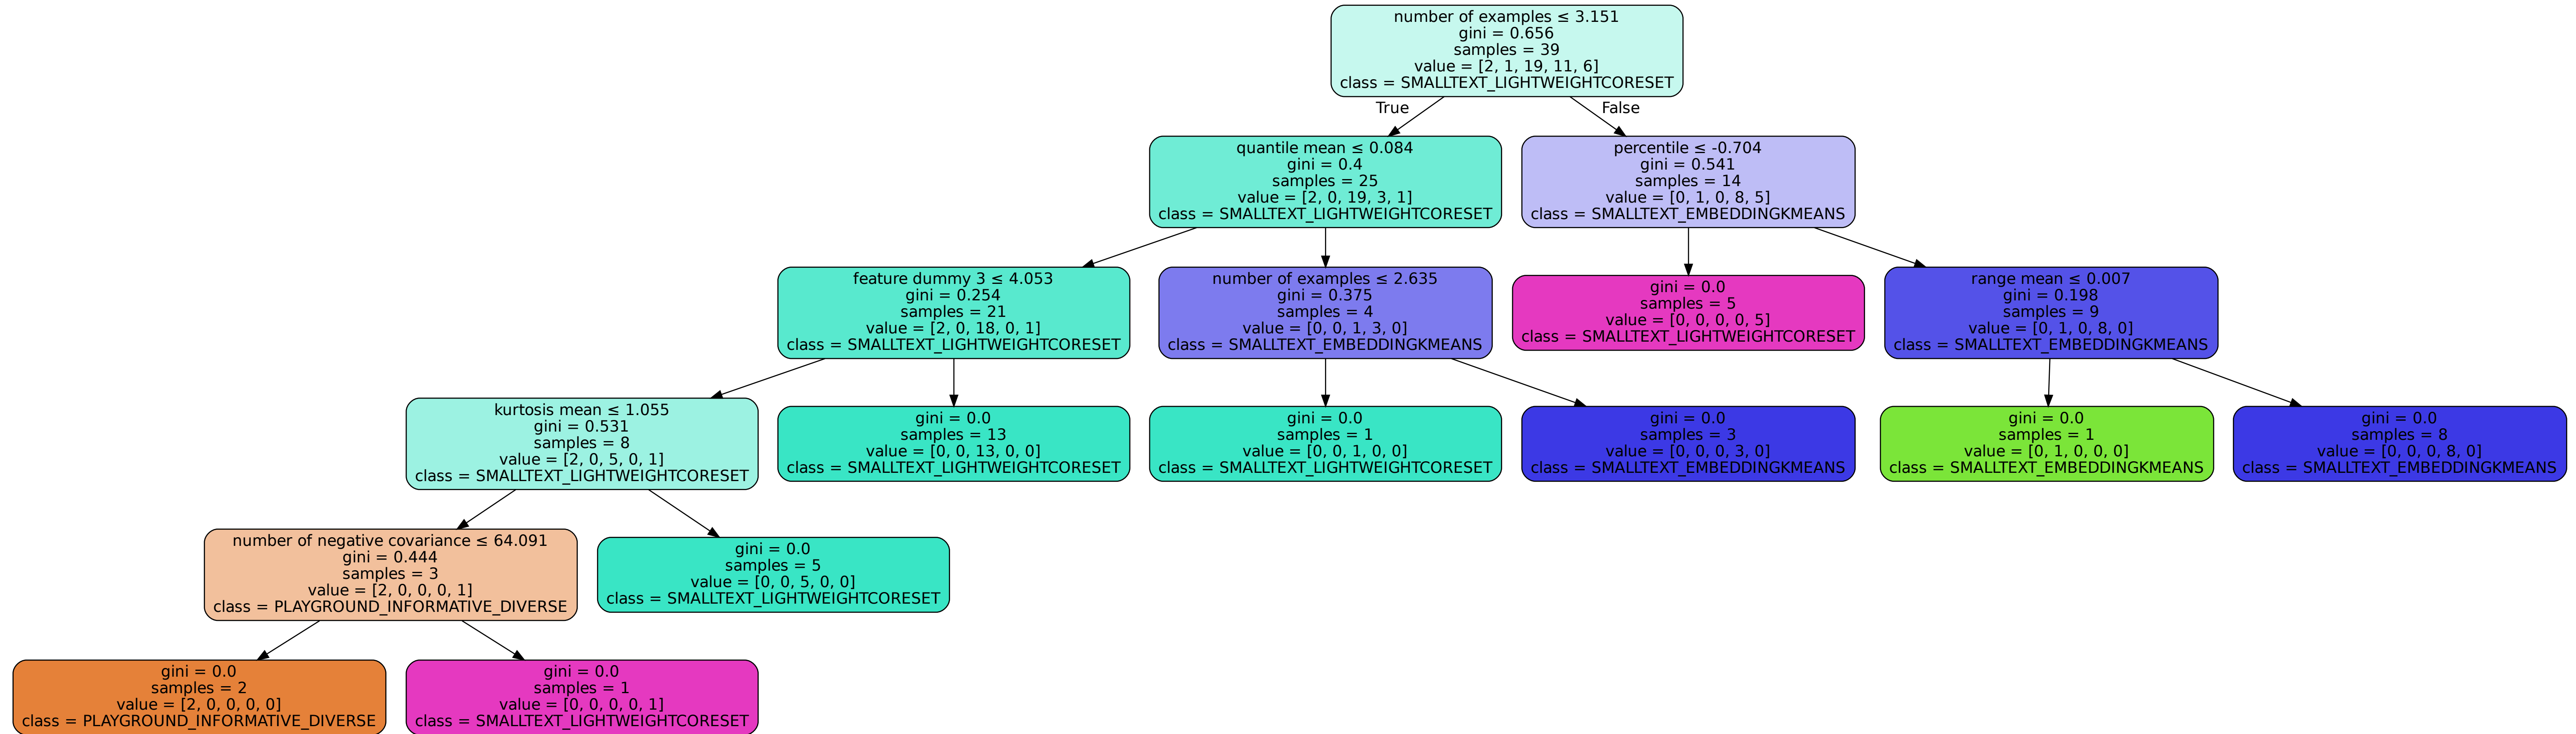 number of examples ≤ 3.151
gini = 0.656
samples = 39
value = [2, 1, 19, 11, 6]
class = SMALLTEXT_LIGHTWEIGHTCORESET
True
False
quantile mean ≤ 0.084
gini = 0.4
samples = 25
value = [2, 0, 19, 3, 1]
class = SMALLTEXT_LIGHTWEIGHTCORESET
percentile ≤ -0.704
gini = 0.541
samples = 14
value = [0, 1, 0, 8, 5]
class = SMALLTEXT_EMBEDDINGKMEANS
feature dummy 3 ≤ 4.053
gini = 0.254
samples = 21
value = [2, 0, 18, 0, 1]
class = SMALLTEXT_LIGHTWEIGHTCORESET
number of examples ≤ 2.635
gini = 0.375
samples = 4
value = [0, 0, 1, 3, 0]
class = SMALLTEXT_EMBEDDINGKMEANS
gini = 0.0
samples = 5
value = [0, 0, 0, 0, 5]
class = SMALLTEXT_LIGHTWEIGHTCORESET
range mean ≤ 0.007
gini = 0.198
samples = 9
value = [0, 1, 0, 8, 0]
class = SMALLTEXT_EMBEDDINGKMEANS
kurtosis mean ≤ 1.055
gini = 0.531
samples = 8
value = [2, 0, 5, 0, 1]
class = SMALLTEXT_LIGHTWEIGHTCORESET
gini = 0.0
samples = 13
value = [0, 0, 13, 0, 0]
class = SMALLTEXT_LIGHTWEIGHTCORESET
gini = 0.0
samples = 1
value = [0, 0, 1, 0, 0]
class = SMALLTEXT_LIGHTWEIGHTCORESET
gini = 0.0
samples = 3
value = [0, 0, 0, 3, 0]
class = SMALLTEXT_EMBEDDINGKMEANS
gini = 0.0
samples = 1
value = [0, 1, 0, 0, 0]
class = SMALLTEXT_EMBEDDINGKMEANS
gini = 0.0
samples = 8
value = [0, 0, 0, 8, 0]
class = SMALLTEXT_EMBEDDINGKMEANS
number of negative covariance ≤ 64.091
gini = 0.444
samples = 3
value = [2, 0, 0, 0, 1]
class = PLAYGROUND_INFORMATIVE_DIVERSE
gini = 0.0
samples = 5
value = [0, 0, 5, 0, 0]
class = SMALLTEXT_LIGHTWEIGHTCORESET
gini = 0.0
samples = 2
value = [2, 0, 0, 0, 0]
class = PLAYGROUND_INFORMATIVE_DIVERSE
gini = 0.0
samples = 1
value = [0, 0, 0, 0, 1]
class = SMALLTEXT_LIGHTWEIGHTCORESET